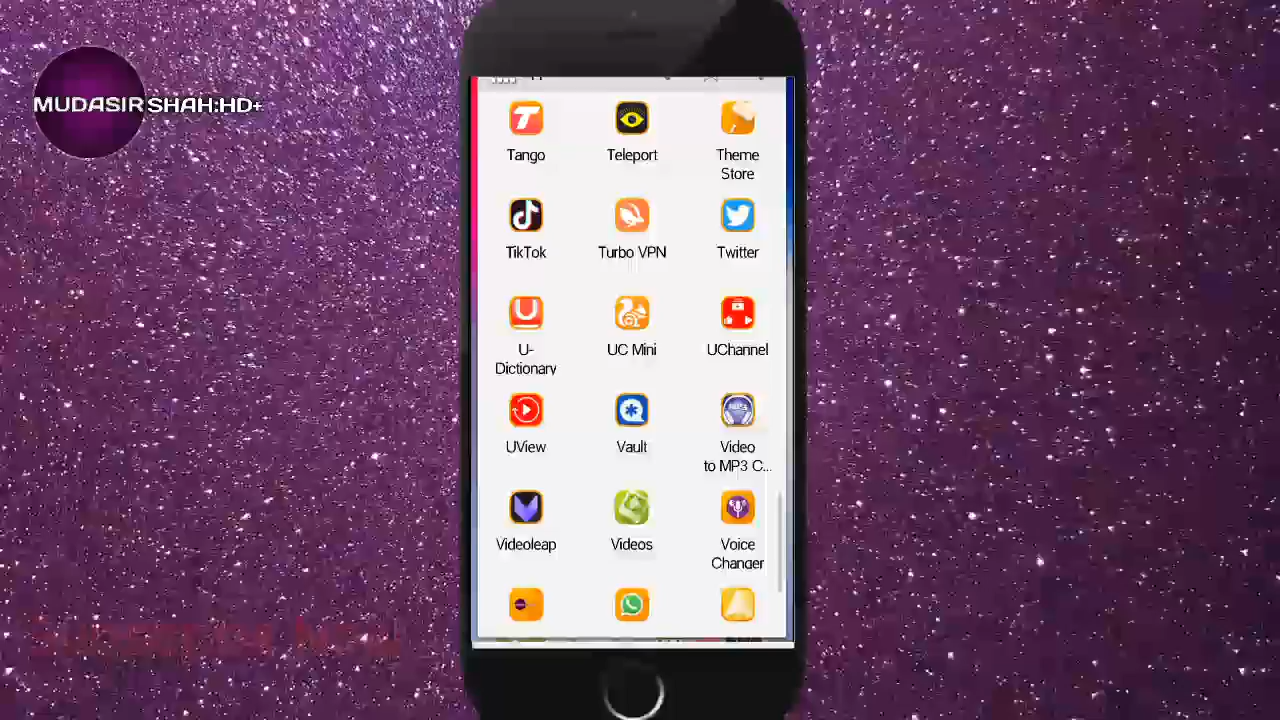 MUDASIR SHAH:HD+
Tango
Teleport
Theme
Store
TikTok
Turbo VPN
Twitter
U-
Dictionary
UC Mini
UChannel
UView
Vault
Video
to MP3 C...
Videoleap
Videos
Voice
Changer